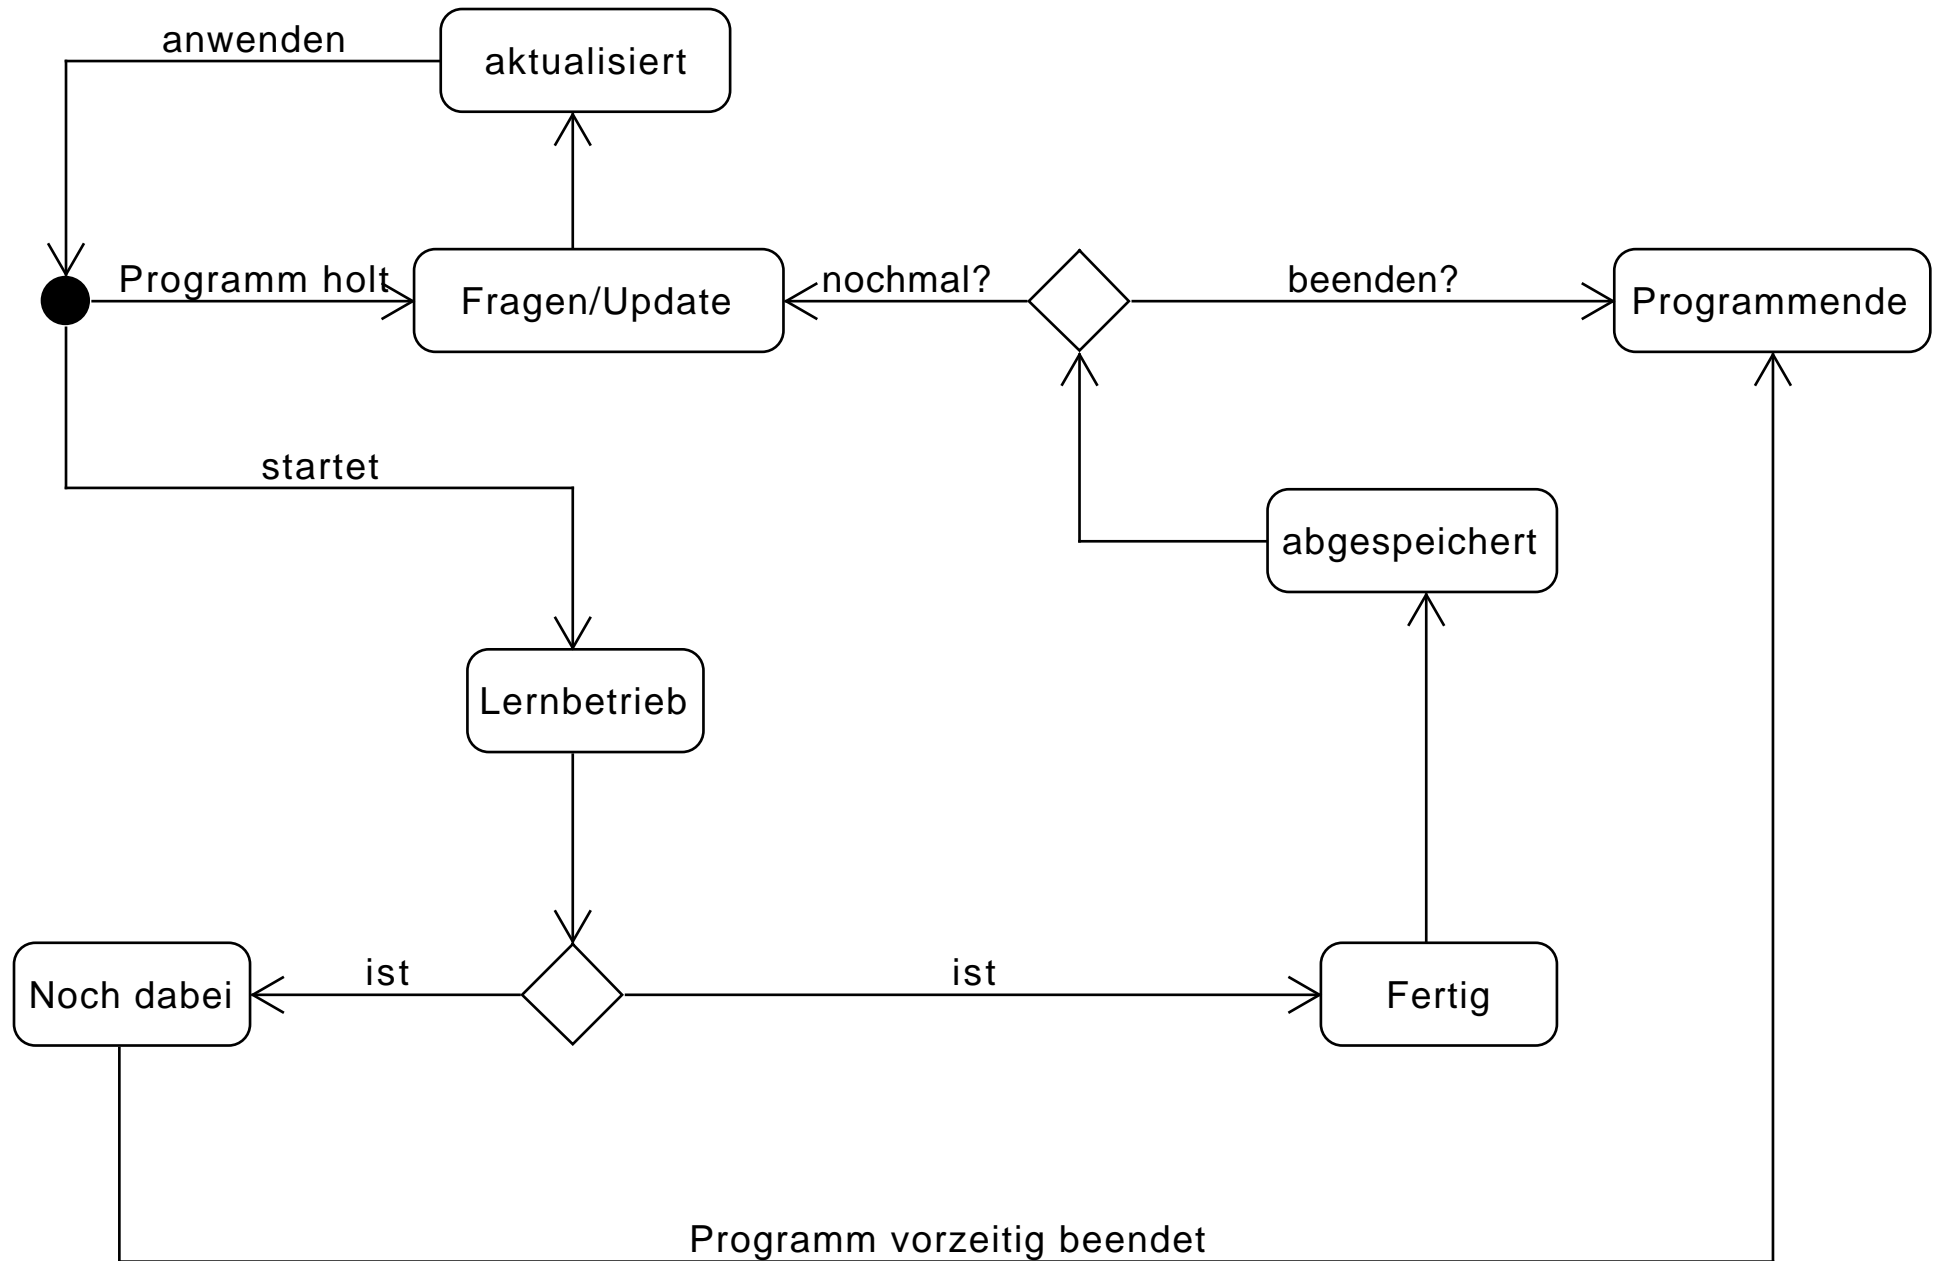 anwenden
aktualisiert
Programm holt
Fragen/Update
nochmal?
beenden?
Programmende
startet
abgespeichert
Lernbetrieb
Noch dabei
ist
ist
Fertig
Programm vorzeitig beendet